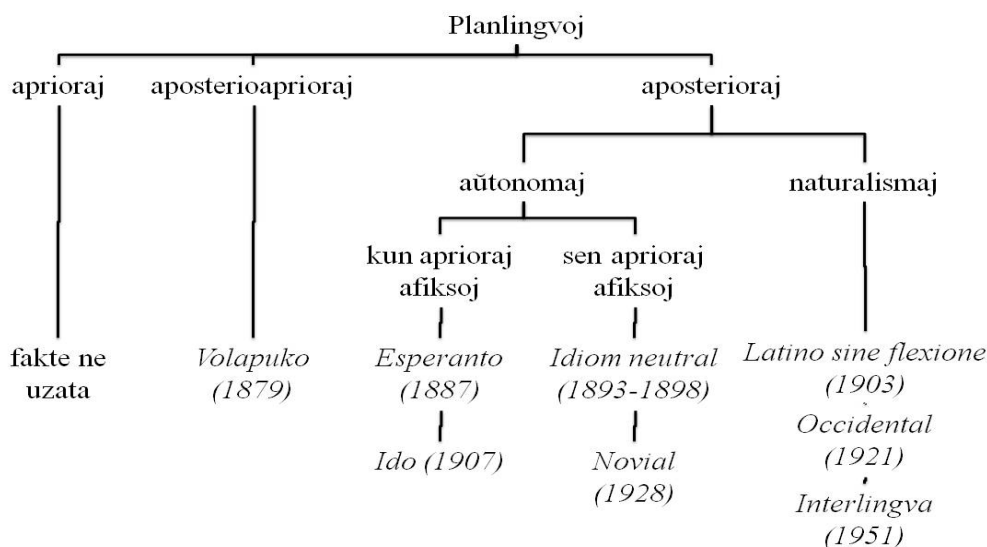 Planlingvoj
aprioraj aposterioaprioraj aposterioraj
aŭtonomaj naturalismaj
kun aprioraj sen aprioraj
afiksoj afiksoj
fakte ne Volapuko Esperanto Idiom neutral Latino sine flexione
uzata (1879) (1887) (1893-1898) (1903)
Occidental
Ido (1907) Novial (1921)
(1928)
Interlingva
(1951)